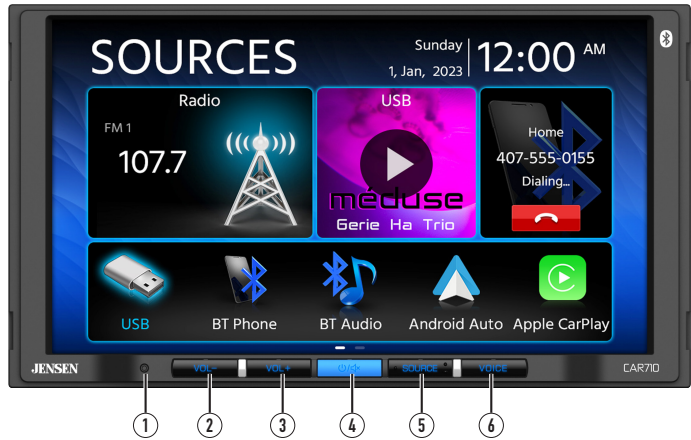 SOURCES
Sunday
1, Jan, 2023
12:00 AM
Radio
FM 1
107.7
USB
méduse
Gerie Ha Trio
Home
407-555-0155
Dialing...
USB
BT Phone
BT Audio
Android Auto
Apple CarPlay
JENSEN
VOL-
VOL+
SOURCE
VOICE
CAR710
1
2
3
4
5
6